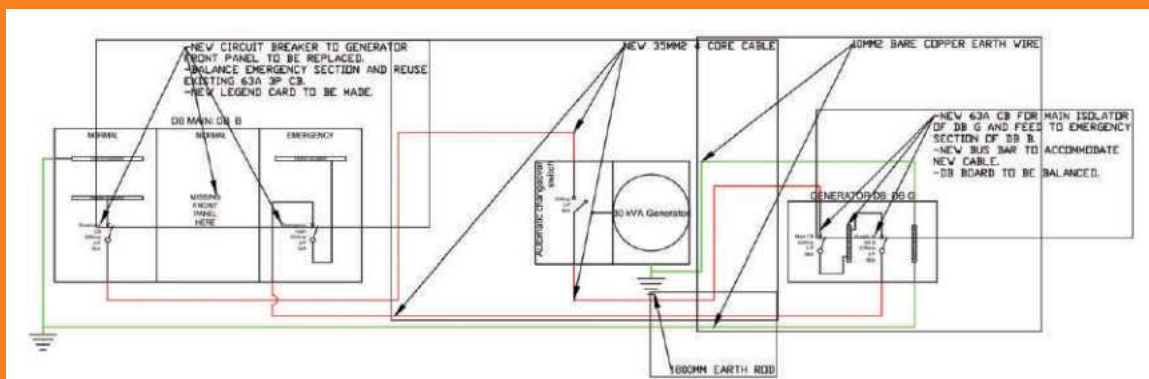 -NEW CIRCUIT BREAKER TO GENERATOR
FRONT PANEL TO BE REPLACED.
-BALANCE EMERGENCY SECTION AND REUSE
EXISTING 63A 3P CB.
-NEW LEGEND CARD TO BE MADE.
NEW 35MM2 4 CORE CABLE
10MM2 BARE COPPER EARTH WIRE
-NEW 63A CB FOR MAIN ISOLATOR
OF DB G AND FEED TO EMERGENCY
SECTION OF DB B.
-NEW BUS BAR TO ACCOMMODATE
NEW CABLE.
-DB BOARD TO BE BALANCED.
DB MAIN: DB B
NORMAL
NORMAL
EMERGENCY
MISSING
FRONT
PANEL
HERE
Automatic changeover
switch
kVA Generator
GENERATOR DB: DB G
1800MM EARTH ROD